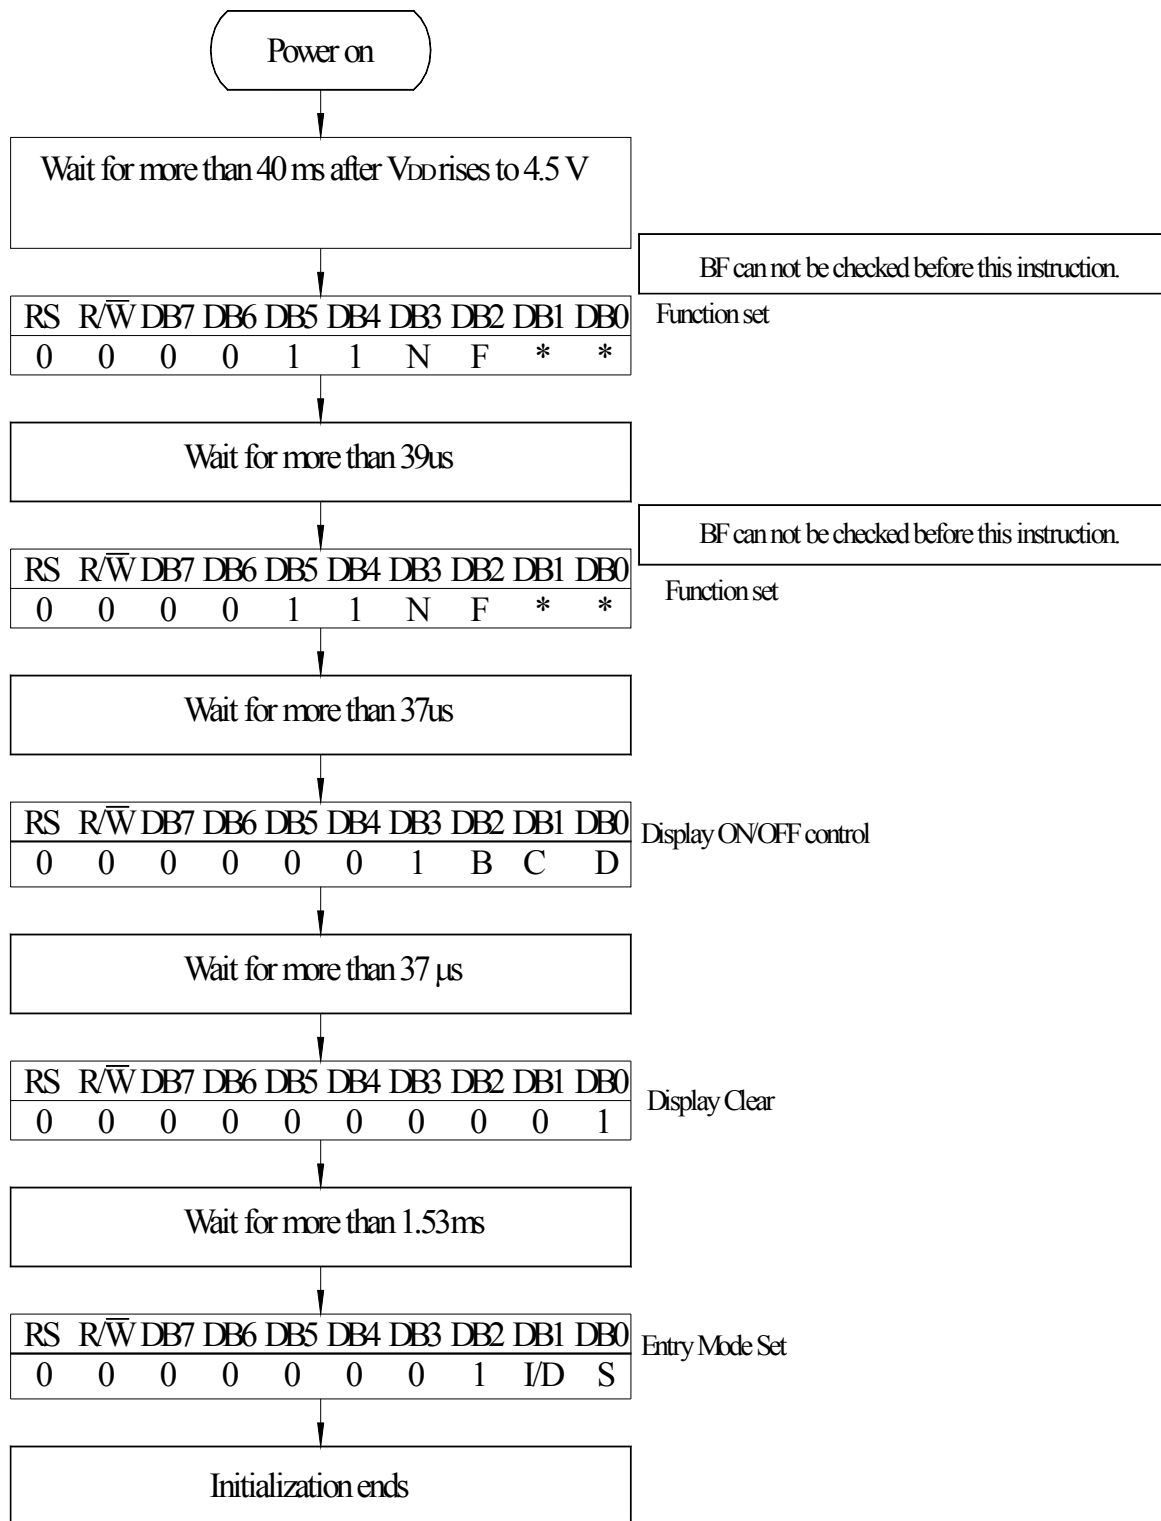 Power on
Wait for more than 40 ms after VDD rises to 4.5 V
BF can not be checked before this instruction.
RS R/W̅ DB7 DB6 DB5 DB4 DB3 DB2 DB1 DB0
Function set
0 0 0 0 1 1 N F * *
Wait for more than 39us
BF can not be checked before this instruction.
RS R/W̅ DB7 DB6 DB5 DB4 DB3 DB2 DB1 DB0
Function set
0 0 0 0 1 1 N F * *
Wait for more than 37us
RS R/W̅ DB7 DB6 DB5 DB4 DB3 DB2 DB1 DB0
Display ON/OFF control
0 0 0 0 0 0 1 B C D
Wait for more than 37 μs
RS R/W̅ DB7 DB6 DB5 DB4 DB3 DB2 DB1 DB0
Display Clear
0 0 0 0 0 0 0 0 0 1
Wait for more than 1.53ms
RS R/W̅ DB7 DB6 DB5 DB4 DB3 DB2 DB1 DB0
Entry Mode Set
0 0 0 0 0 0 0 1 I/D S
Initialization ends